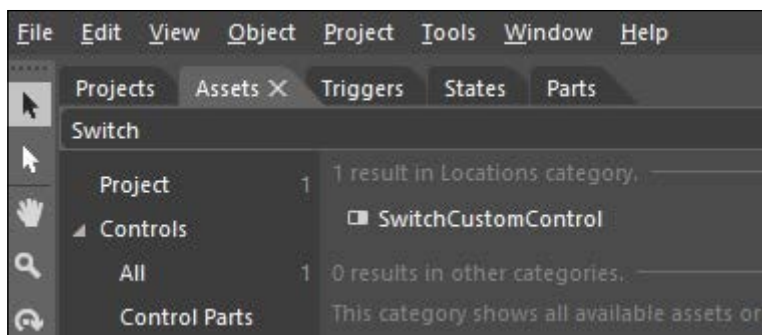 File Edit View Object Project Tools Window Help
Projects Assets X Triggers States Parts
Switch
Project 1
Controls
All 1
Control Parts
1 result in Locations category.
SwitchCustomControl
0 results in other categories.
This category shows all available assets or